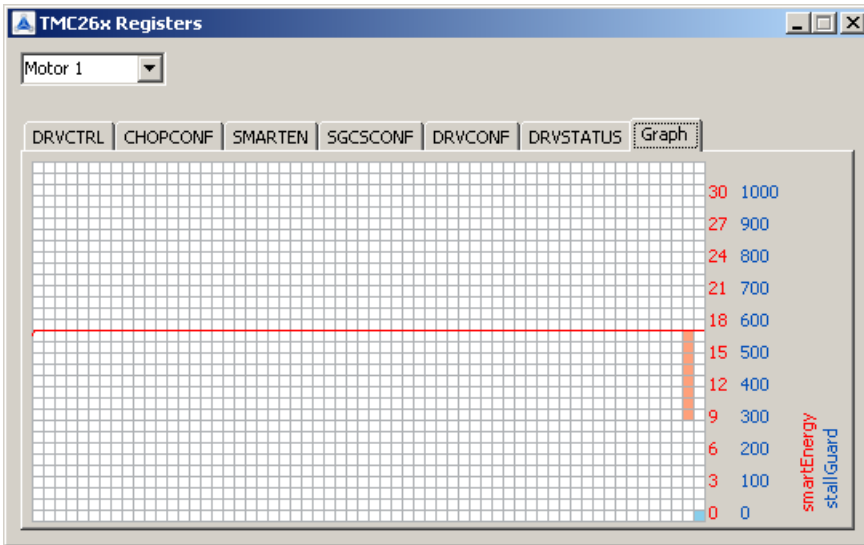 TMC26x Registers
Motor 1
DRVCTRL CHOPCONF SMARTEN SGCSCONF DRVCONF DRVSTATUS Graph
30 1000
27 900
24 800
21 700
18 600
15 500
12 400
9 300
6 200
3 100
0 0
smartEnergy
stallGuard